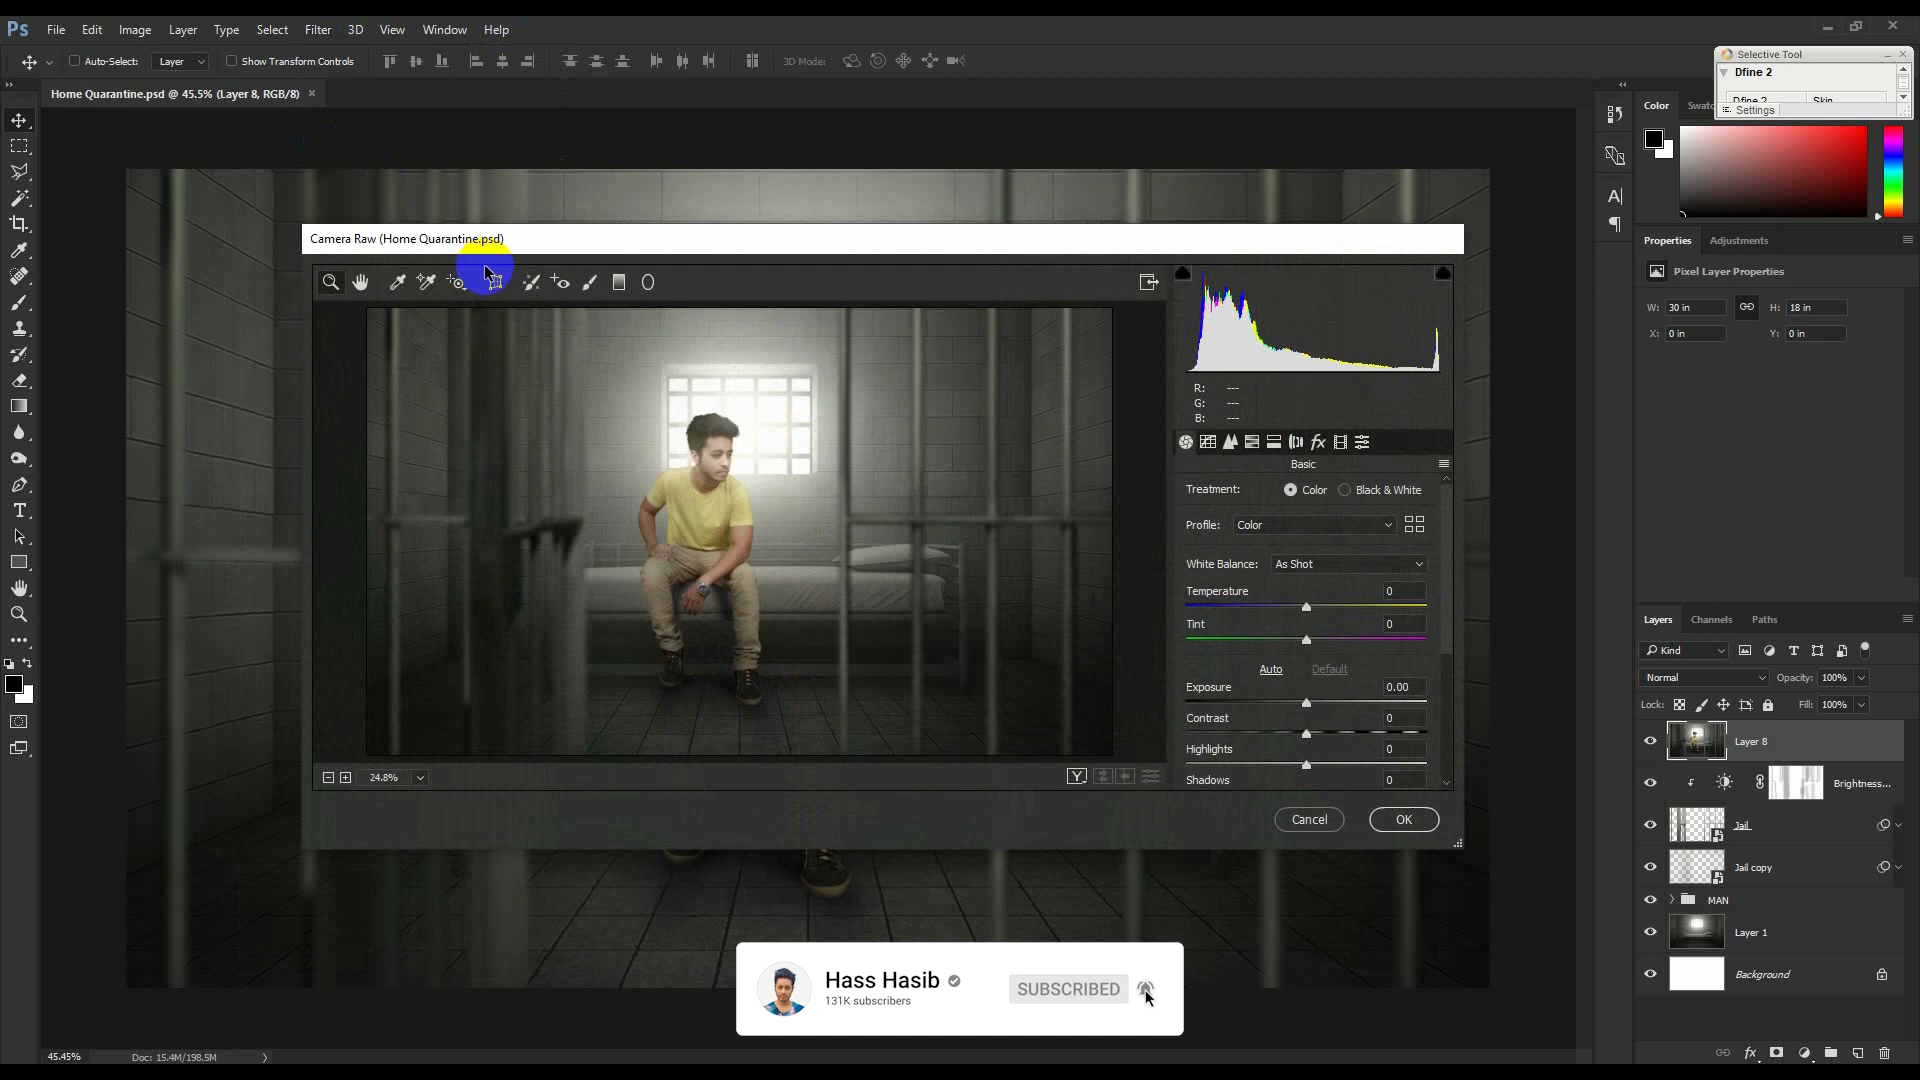 Ps File Edit Image Layer Type Select Filter 3D View Window Help
Auto-Select: Layer Show Transform Controls 3D Mode:
Selective Tool
Dfine 2
Dfine 2 Skin
Settings
Home Quarantine.psd @ 45.5% (Layer 8, RGB/8)
Color Swatc
Camera Raw (Home Quarantine.psd)
R: ---
G: ---
B: ---
Basic
Treatment: Color Black & White
Profile: Color
White Balance: As Shot
Temperature 0
Tint 0
Auto Default
Exposure 0.00
Contrast 0
Highlights 0
Shadows 0
24.8%
Y
Cancel OK
Properties Adjustments
Pixel Layer Properties
W: 30 in H: 18 in
X: 0 in Y: 0 in
Layers Channels Paths
Kind
Normal Opacity: 100%
Lock: Fill: 100%
Layer 8
Brightness...
Jail
Jail copy
MAN
Layer 1
Background
Hass Hasib
131K subscribers
SUBSCRIBED
45.45% Doc: 15.4M/198.5M